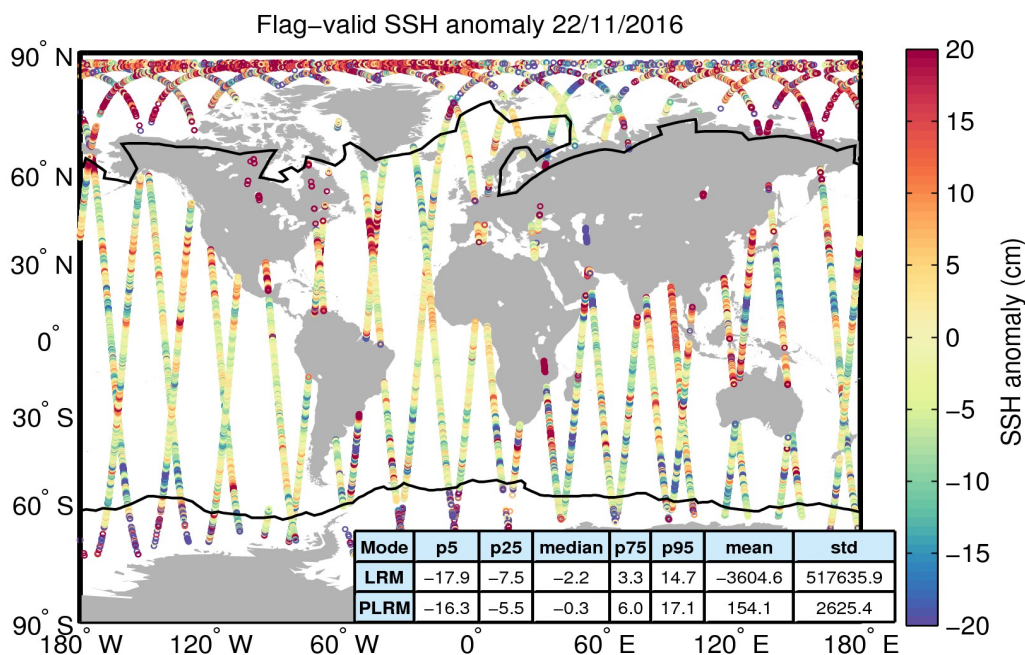 Flag−valid SSH anomaly 22/11/2016
90° N
60° N
30° N
0°
30° S
60° S
90° S
180° W
120° W
60° W
0°
60° E
120° E
180° E
Mode p5 p25 median p75 p95 mean std
LRM −17.9 −7.5 −2.2 3.3 14.7 −3604.6 517635.9
PLRM −16.3 −5.5 −0.3 6.0 17.1 154.1 2625.4
20
15
10
5
0
−5
−10
−15
−20
SSH anomaly (cm)